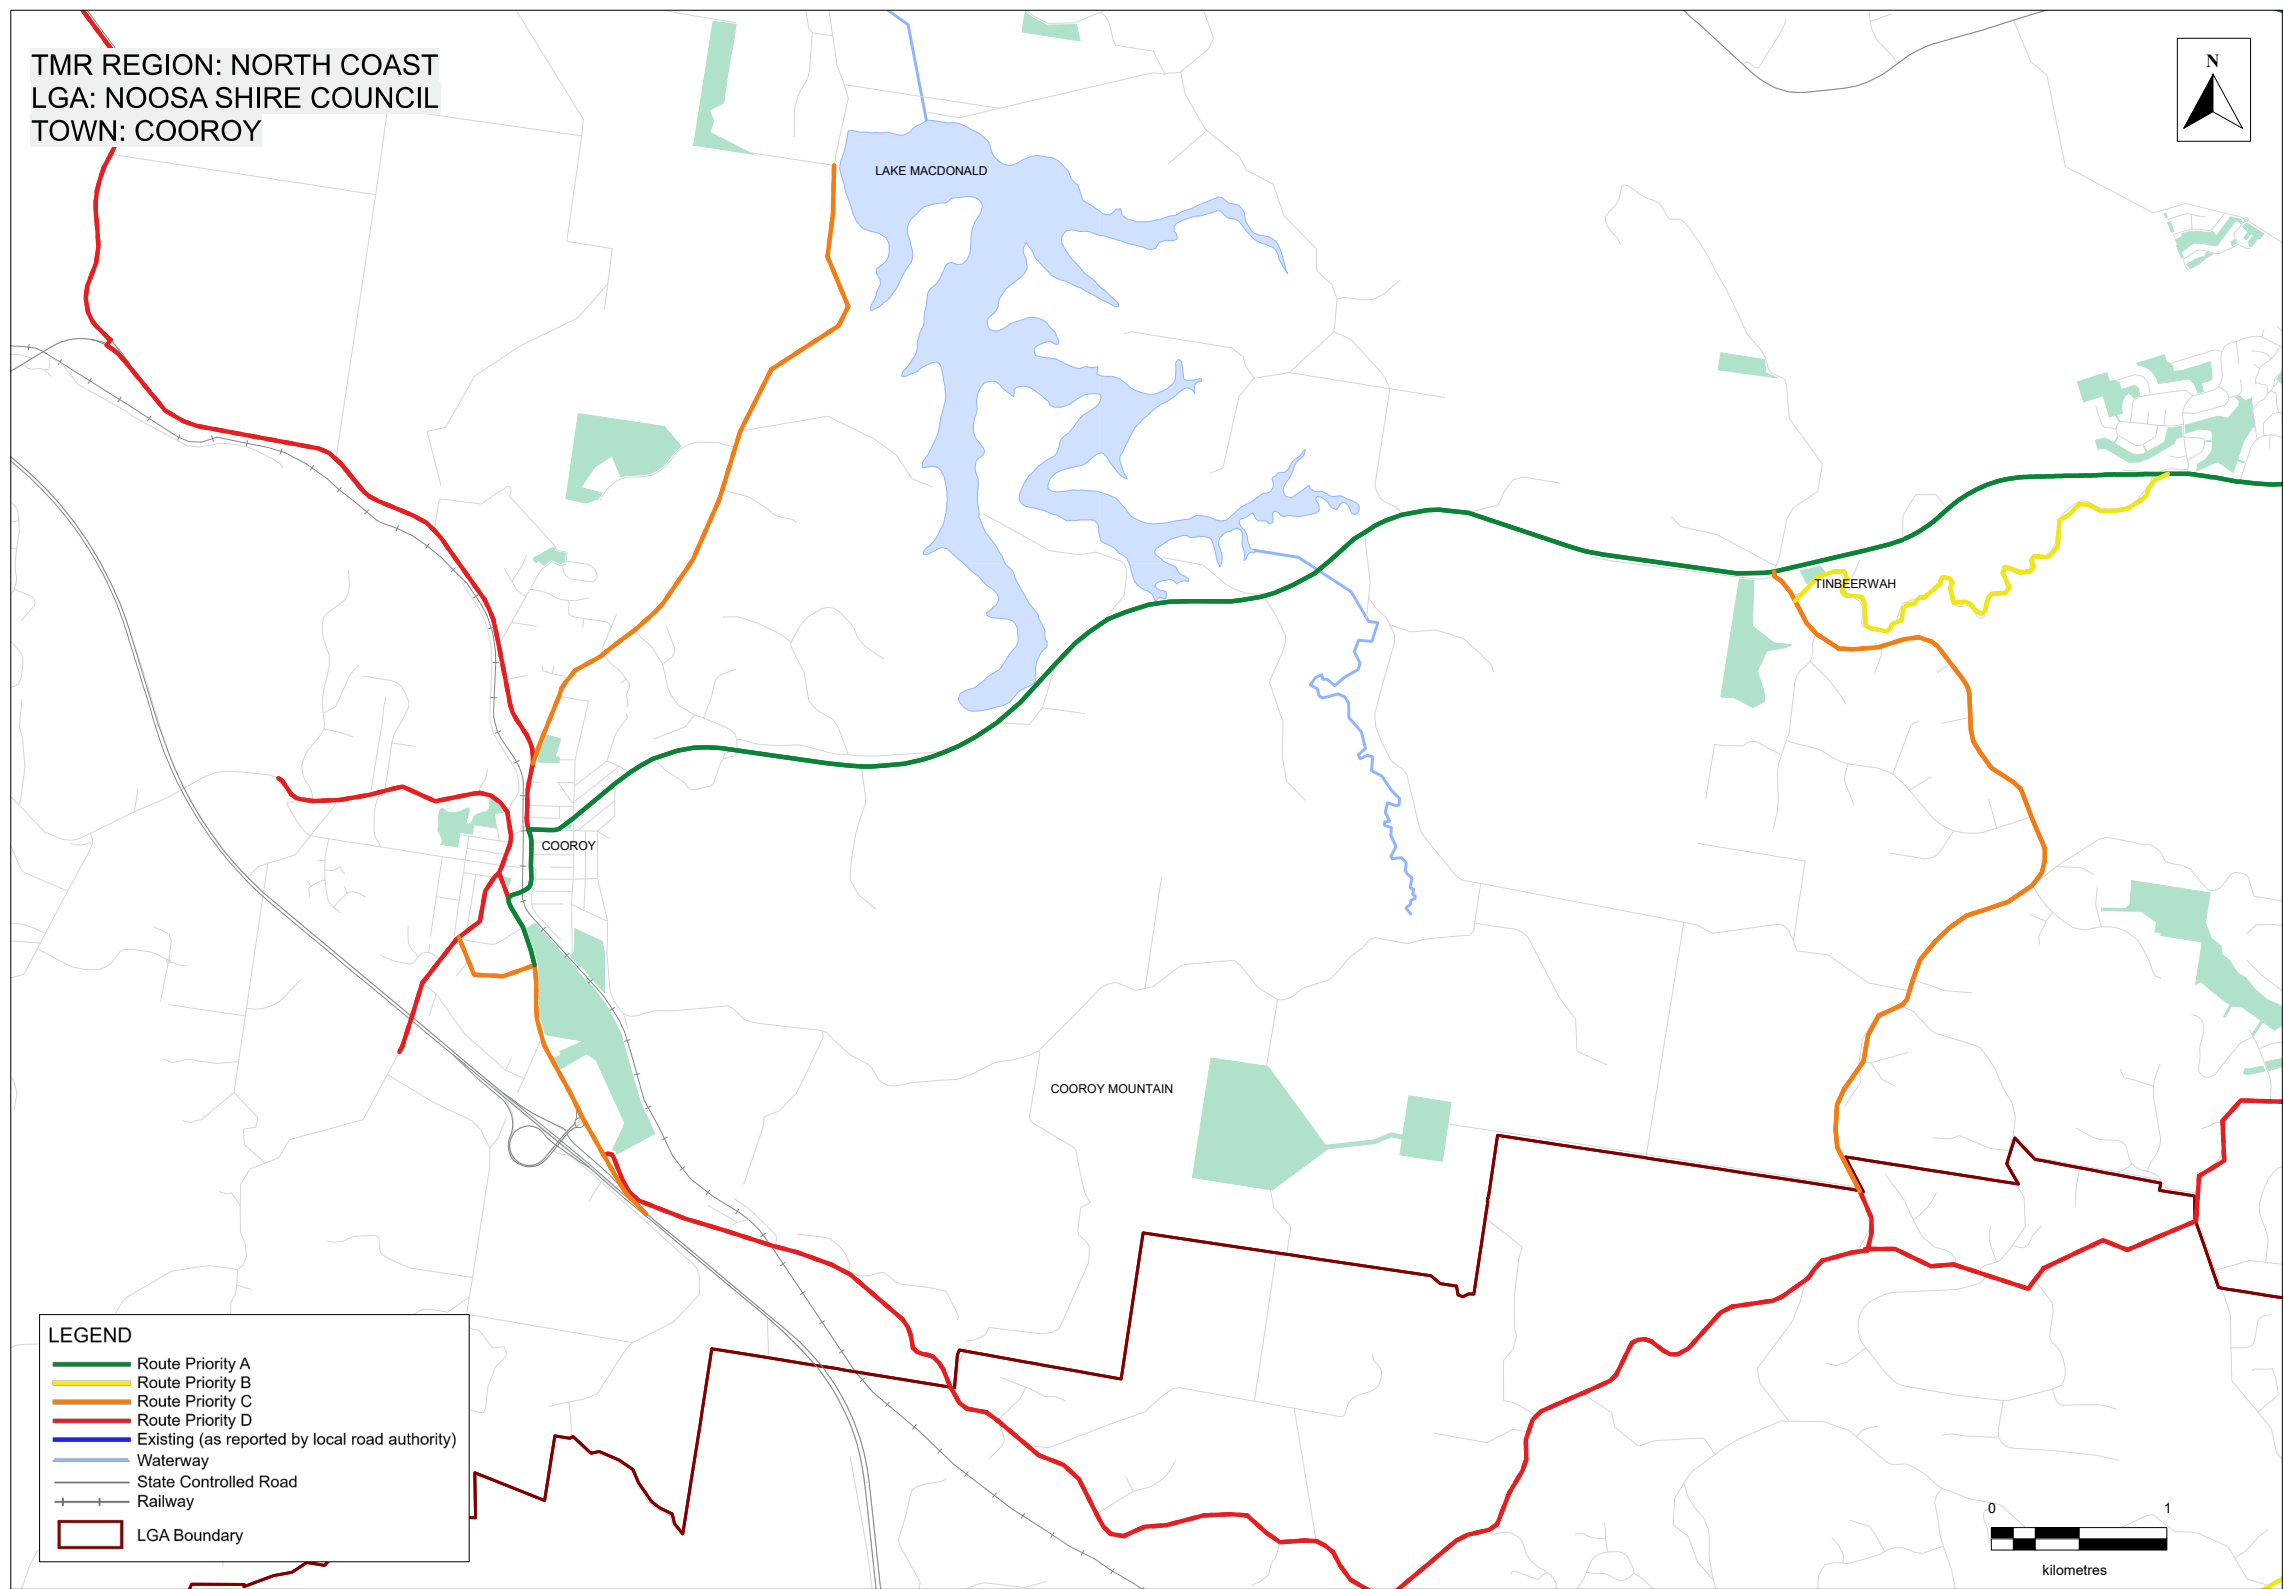 TMR REGION: NORTH COAST
LGA: NOOSA SHIRE COUNCIL
TOWN: COOROY
N
LAKE MACDONALD
TINBEERWAH
COOROY
COOROY MOUNTAIN
LEGEND
Route Priority A
Route Priority B
Route Priority C
Route Priority D
Existing (as reported by local road authority)
Waterway
State Controlled Road
Railway
LGA Boundary
0 1
kilometres